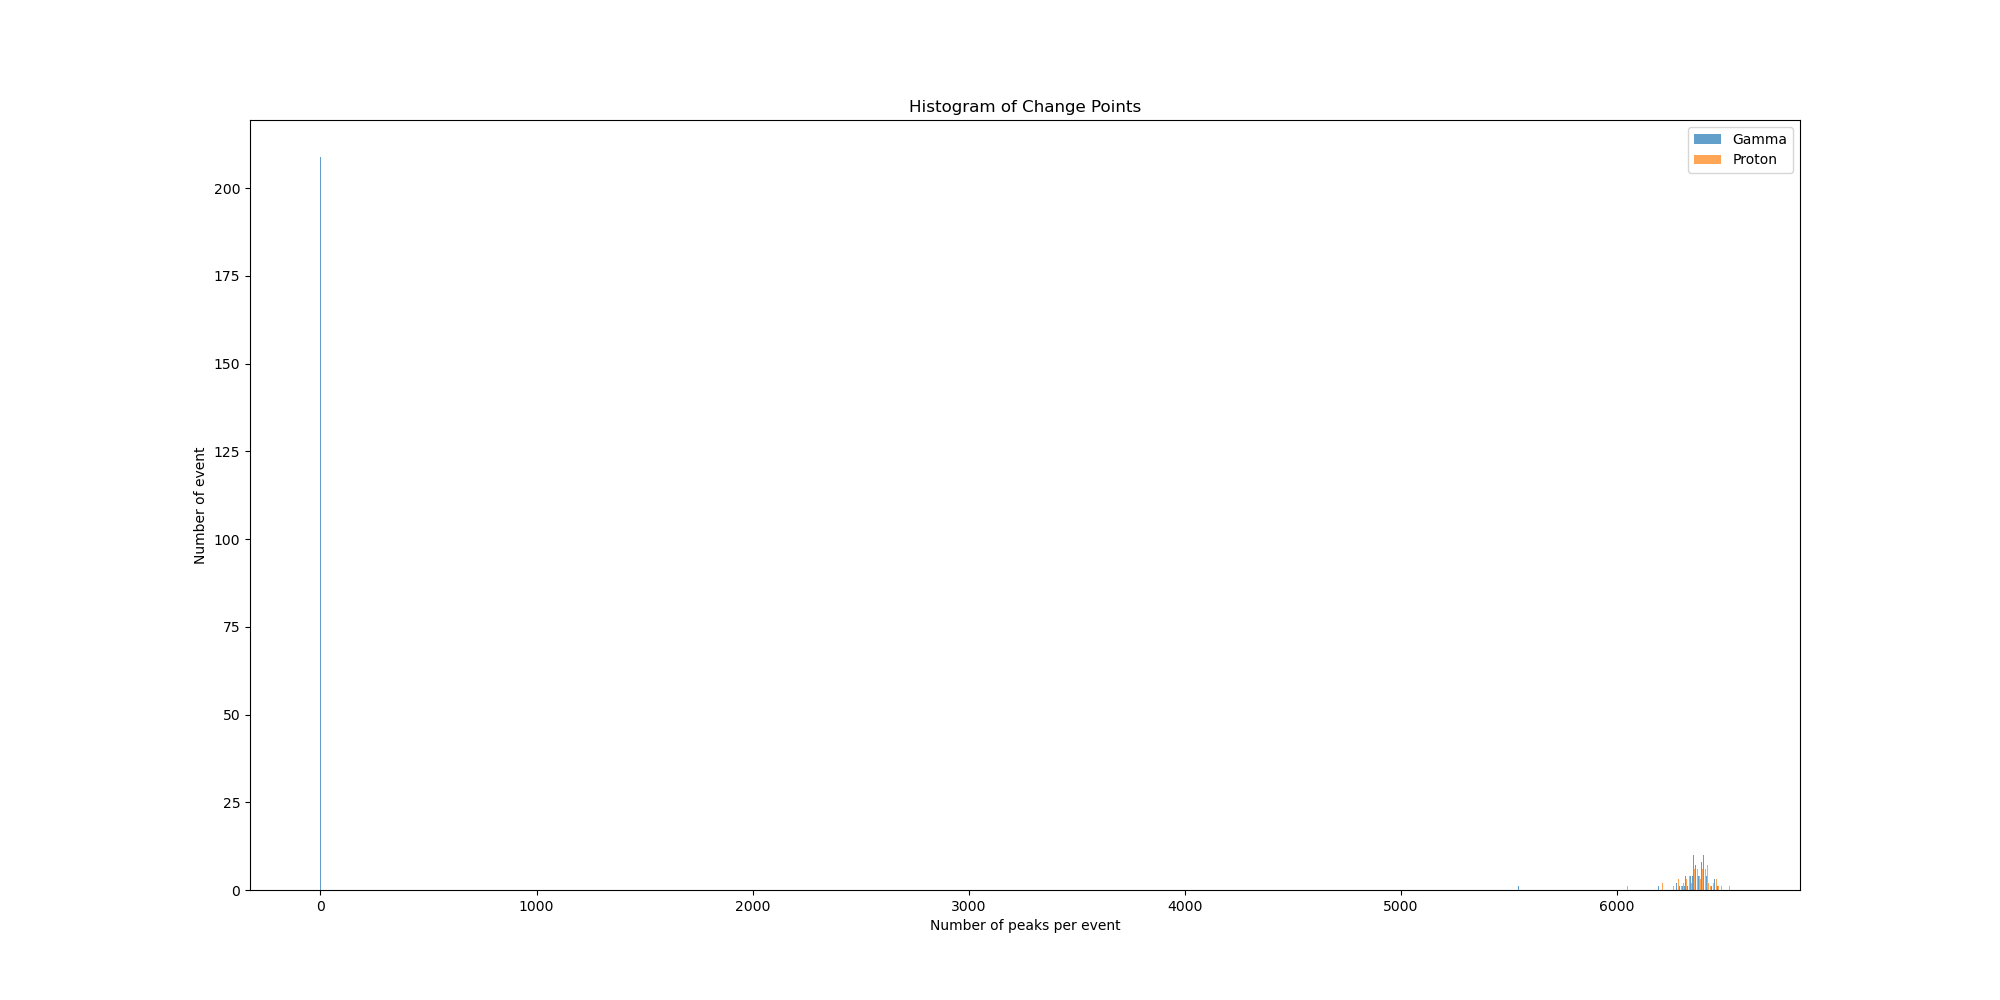 Histogram of Change Points
Gamma
Proton
200
175
150
125
100
75
50
25
0
Number of event
0 1000 2000 3000 4000 5000 6000
Number of peaks per event